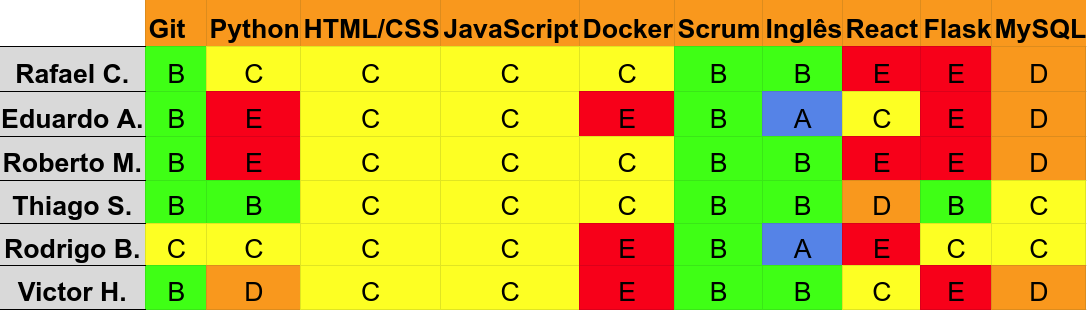 Git Python HTML/CSS JavaScript Docker Scrum Inglês React Flask MySQL
Rafael C. B C C C C B B E E D
Eduardo A. B E C C E B A C E D
Roberto M. B E C C C B B E E D
Thiago S. B B C C C B B D B C
Rodrigo B. C C C C E B A E C C
Victor H. B D C C E B B C E D